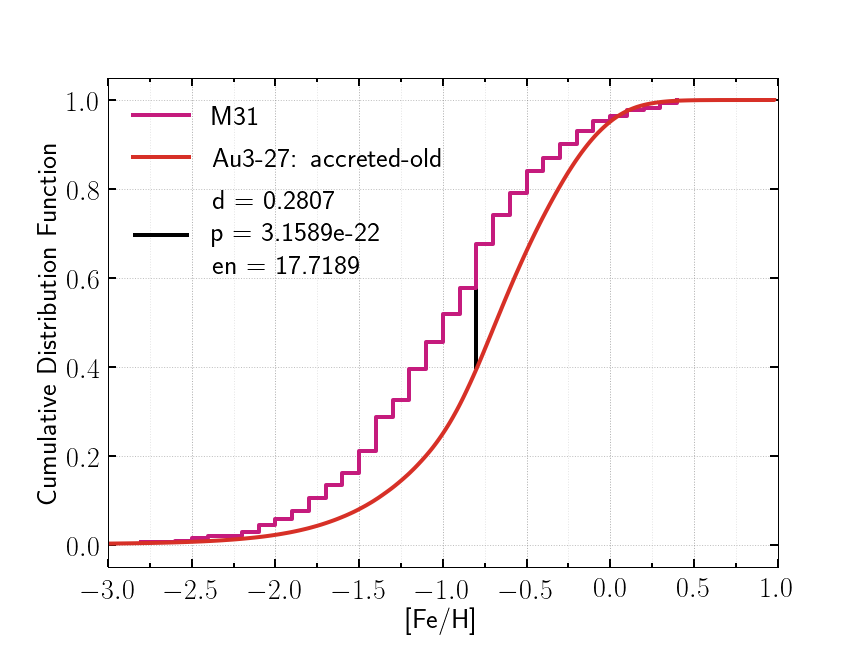 M31
Au3-27: accreted-old
d = 0.2807
p = 3.1589e-22
en = 17.7189
Cumulative Distribution Function
1.0
0.8
0.6
0.4
0.2
0.0
−3.0 −2.5 −2.0 −1.5 −1.0 −0.5 0.0 0.5 1.0
[Fe/H]